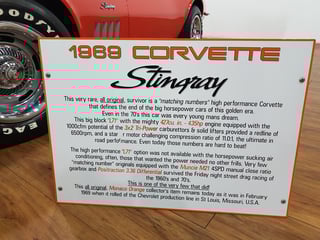 GOODYEAR
1969 CORVETTE
Stingray
This very rare, all original, survivor is a "matching numbers" high performance Corvette
that defines the end of the big horsepower cars of this golden era.
Even in the 70's this car was every young mans dream.
This big block "L71" with the mighty 427cu. in. - 435hp engine equipped with the
1000cfm potential of the 3x2 Tri-Power carburetors & solid lifters provided a redline of
6500rpm, and a star motor challenging compression ratio of 11.0:1, the ultimate in
road performance. Even today those numbers are hard to beat!
The high performance "L71" option was not available with the horsepower sucking air
conditioning, often, those that wanted the power needed no other frills. Very few
"matching number" originals equipped with the Muncie M21 4SPD manual close ratio
gearbox and Positraction 3.36 Differential survived the Friday night street drag racing of
the 1960's and 70's.
This is one of the very few that did!
This all original, Monaco Orange collector's item remains today as it was in February
1969 when it rolled of the Chevrolet production line in St Louis, Missouri, U.S.A.